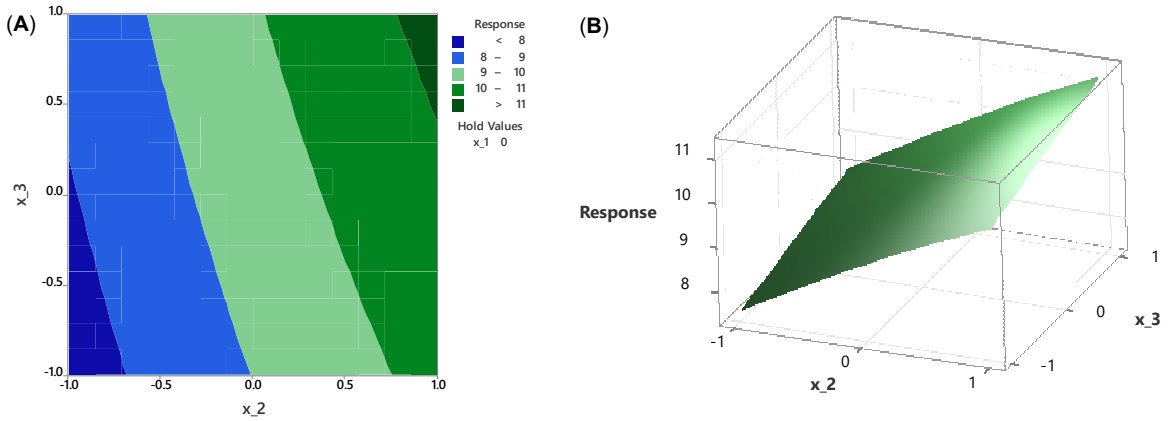 (A)
1.0
0.5
0.0
-0.5
-1.0
x_3
-1.0 -0.5 0.0 0.5 1.0
x_2
Response
< 8
8 – 9
9 – 10
10 – 11
> 11
Hold Values
x_1 0
(B)
11
10
9
8
Response
-1
0
1
x_2
-1
0
1
x_3